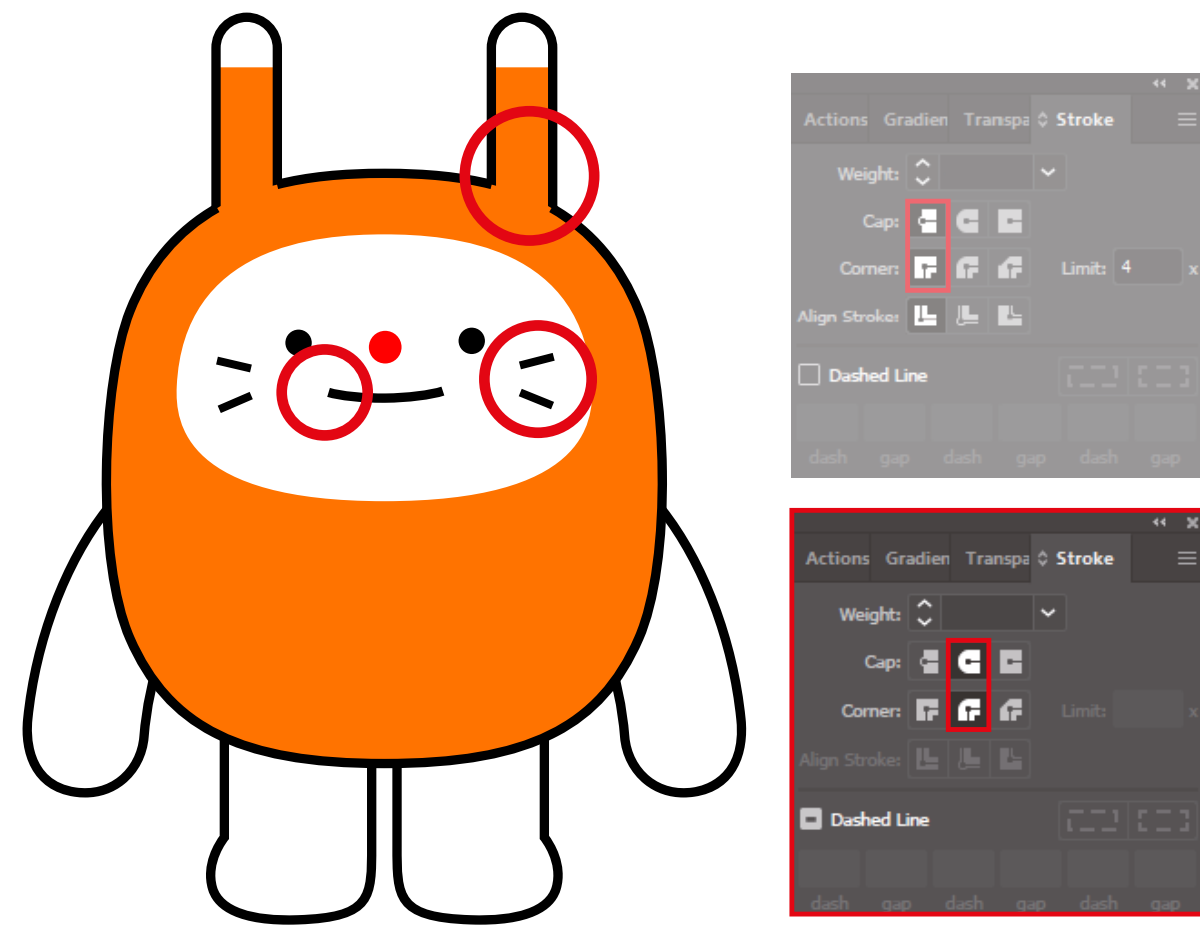 Actions Gradien Transpa Stroke
Weight:
Cap:
Corner: Limit: 4 x
Align Stroke:
Dashed Line
dash gap dash gap dash gap
Actions Gradien Transpa Stroke
Weight:
Cap:
Corner: Limit: x
Align Stroke:
Dashed Line
dash gap dash gap dash gap